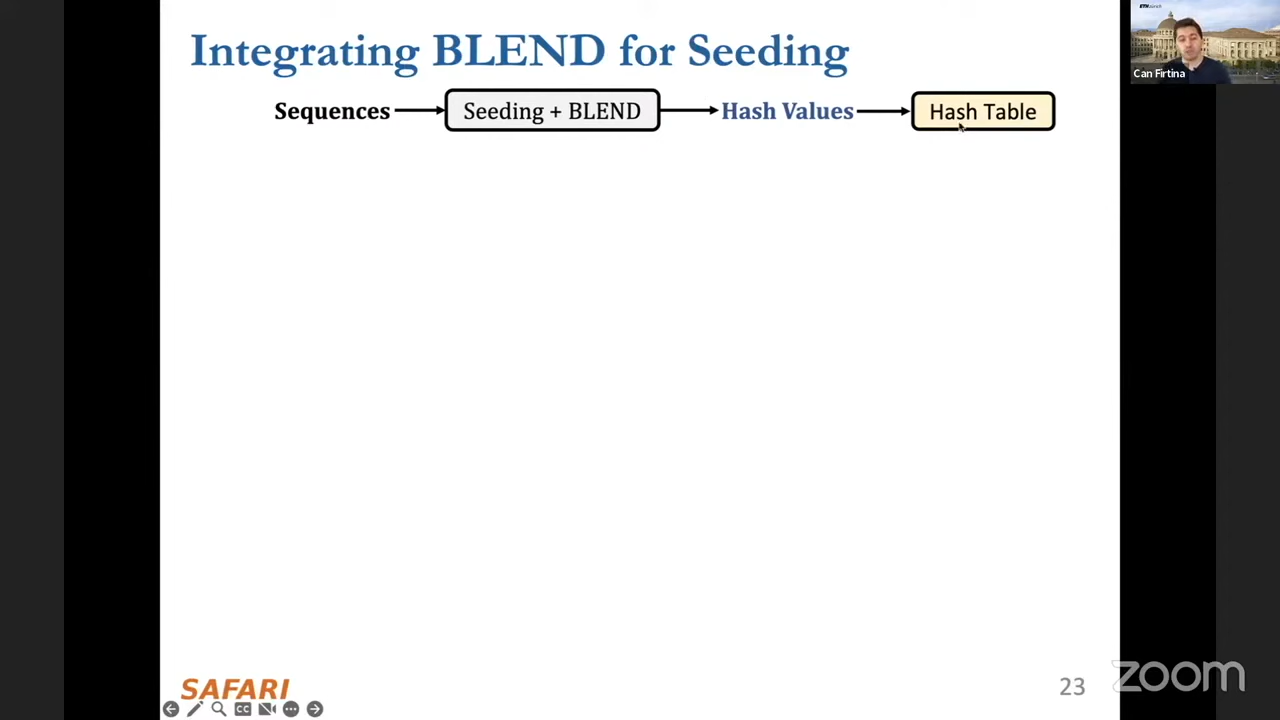 Integrating BLEND for Seeding
Sequences Seeding + BLEND Hash Values Hash Table
Can Firtina
SAFARI
23
zoom